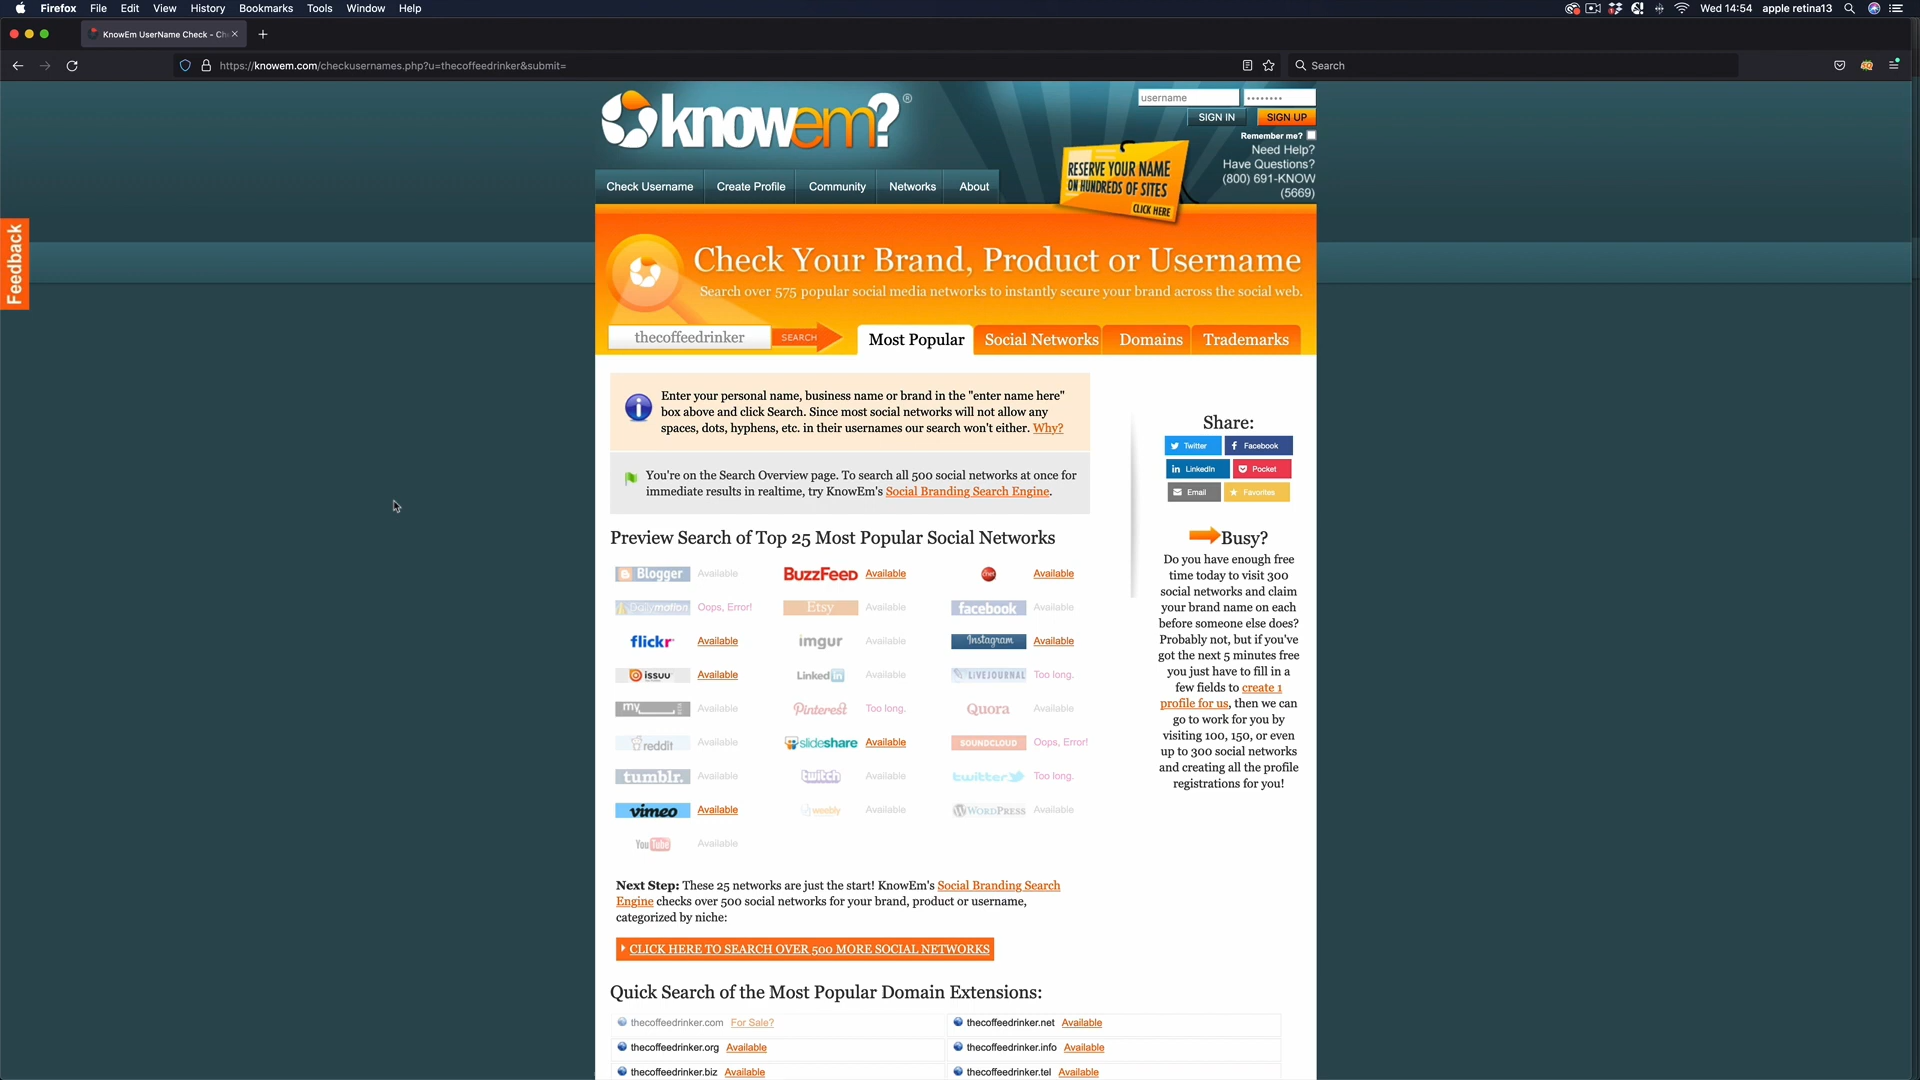 Firefox File Edit View History Bookmarks Tools Window Help Wed 14:54 apple retina13
KnowEm UserName Check - Ch
https://knowem.com/checkusernames.php?u=thecoffeedrinker&submit=
Search
knowem?®
username
SIGN IN SIGN UP
Remember me?
Need Help?
Have Questions?
(800) 691-KNOW
(5669)
RESERVE YOUR NAME
ON HUNDREDS OF SITES
CLICK HERE
Check Username Create Profile Community Networks About
Feedback
Check Your Brand, Product or Username
Search over 575 popular social media networks to instantly secure your brand across the social web.
thecoffeedrinker SEARCH Most Popular Social Networks Domains Trademarks
Enter your personal name, business name or brand in the "enter name here"
box above and click Search. Since most social networks will not allow any
spaces, dots, hyphens, etc. in their usernames our search won't either. Why?
You're on the Search Overview page. To search all 500 social networks at once for
immediate results in realtime, try KnowEm's Social Branding Search Engine.
Preview Search of Top 25 Most Popular Social Networks
Blogger Available BuzzFeed Available cnet Available
Dailymotion Oops, Error! Etsy Available facebook Available
flickr Available imgur Available Instagram Available
issuu Available Linked in Available LIVEJOURNAL Too long.
my Available Pinterest Too long. Quora Available
reddit Available slideshare Available SOUNDCLOUD Oops, Error!
tumblr. Available twitch Available twitter Too long.
vimeo Available weebly Available WORDPRESS Available
YouTube Available
Next Step: These 25 networks are just the start! KnowEm's Social Branding Search
Engine checks over 500 social networks for your brand, product or username,
categorized by niche:
CLICK HERE TO SEARCH OVER 500 MORE SOCIAL NETWORKS
Quick Search of the Most Popular Domain Extensions:
thecoffeedrinker.com For Sale? thecoffeedrinker.net Available
thecoffeedrinker.org Available thecoffeedrinker.info Available
thecoffeedrinker.biz Available thecoffeedrinker.tel Available
Share:
Twitter Facebook
LinkedIn Pocket
Email Favorites
Busy?
Do you have enough free
time today to visit 300
social networks and claim
your brand name on each
before someone else does?
Probably not, but if you've
got the next 5 minutes free
you just have to fill in a
few fields to create 1
profile for us, then we can
go to work for you by
visiting 100, 150, or even
up to 300 social networks
and creating all the profile
registrations for you!